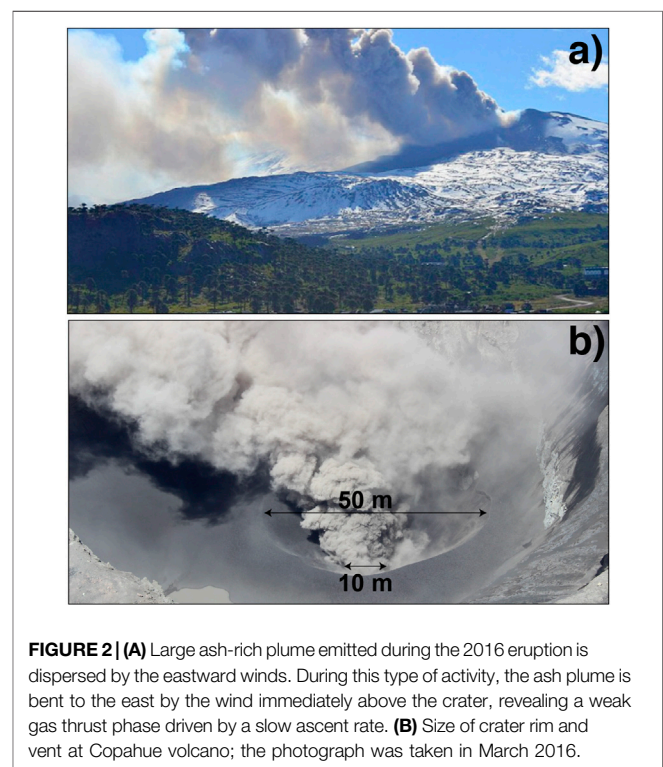 a)
b)
50 m
10 m
FIGURE 2 | (A) Large ash-rich plume emitted during the 2016 eruption is
dispersed by the eastward winds. During this type of activity, the ash plume is
bent to the east by the wind immediately above the crater, revealing a weak
gas thrust phase driven by a slow ascent rate. (B) Size of crater rim and
vent at Copahue volcano; the photograph was taken in March 2016.